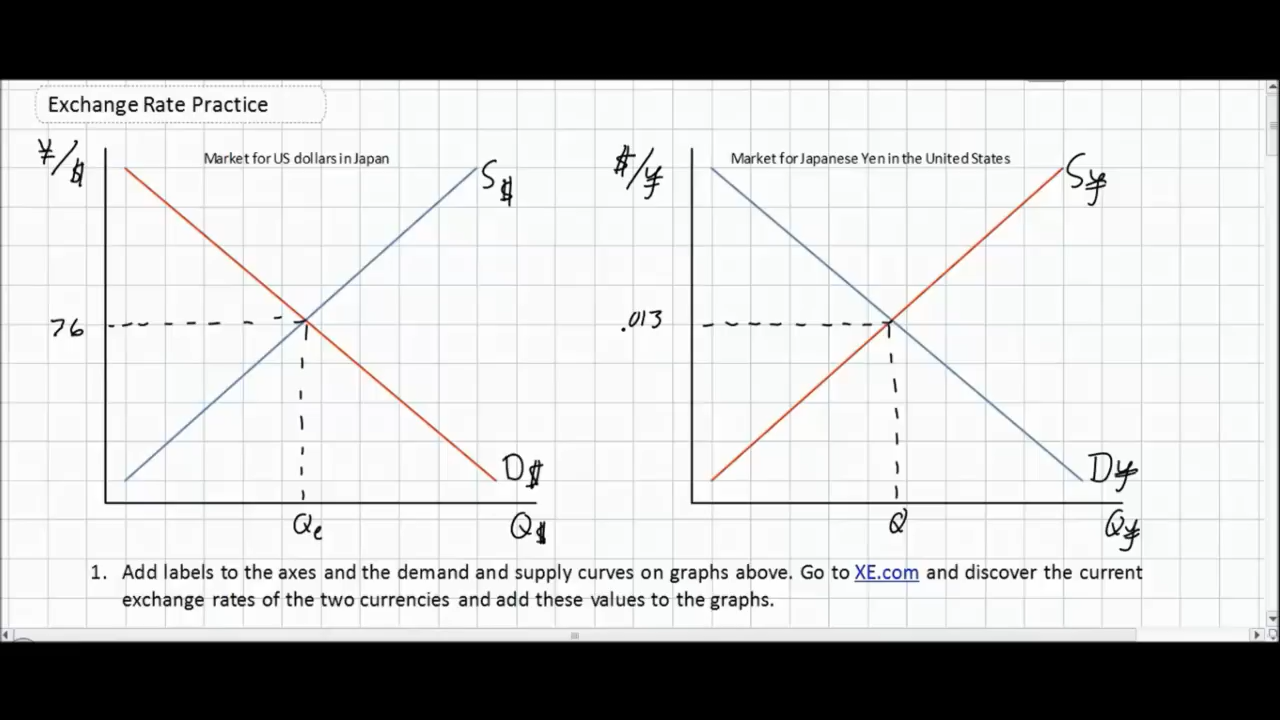 Exchange Rate Practice
¥/$
Market for US dollars in Japan
S$
76
D$
Qe
Q$
$/¥
Market for Japanese Yen in the United States
S¥
.013
D¥
Q
Q¥
1. Add labels to the axes and the demand and supply curves on graphs above. Go to XE.com and discover the current
exchange rates of the two currencies and add these values to the graphs.